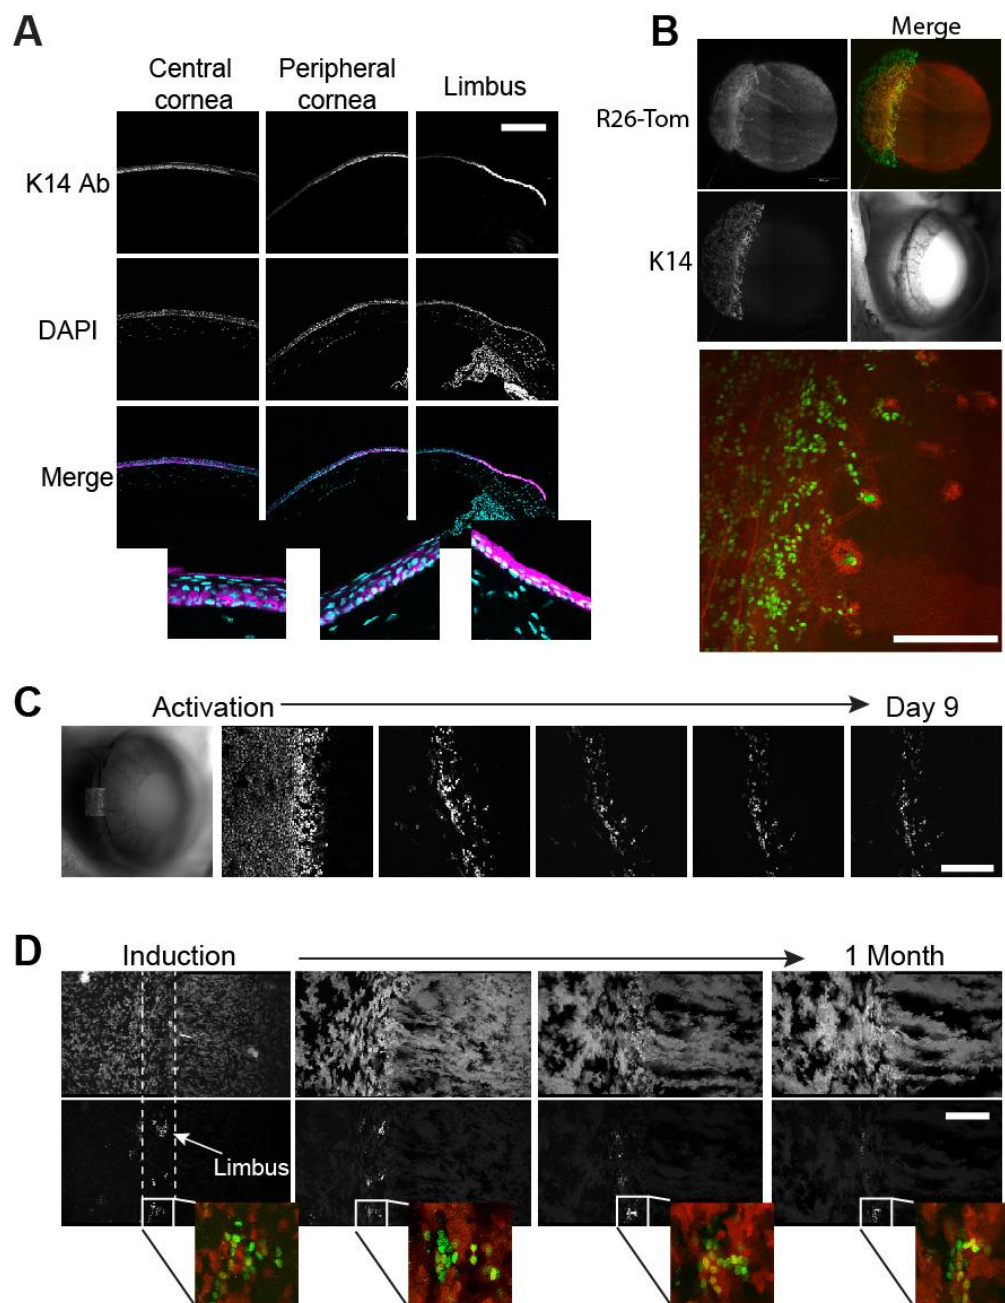 A
Central
cornea
Peripheral
cornea
Limbus
K14 Ab
DAPI
Merge
B
Merge
R26-Tom
K14
C
Activation
Day 9
D
Induction
1 Month
Limbus